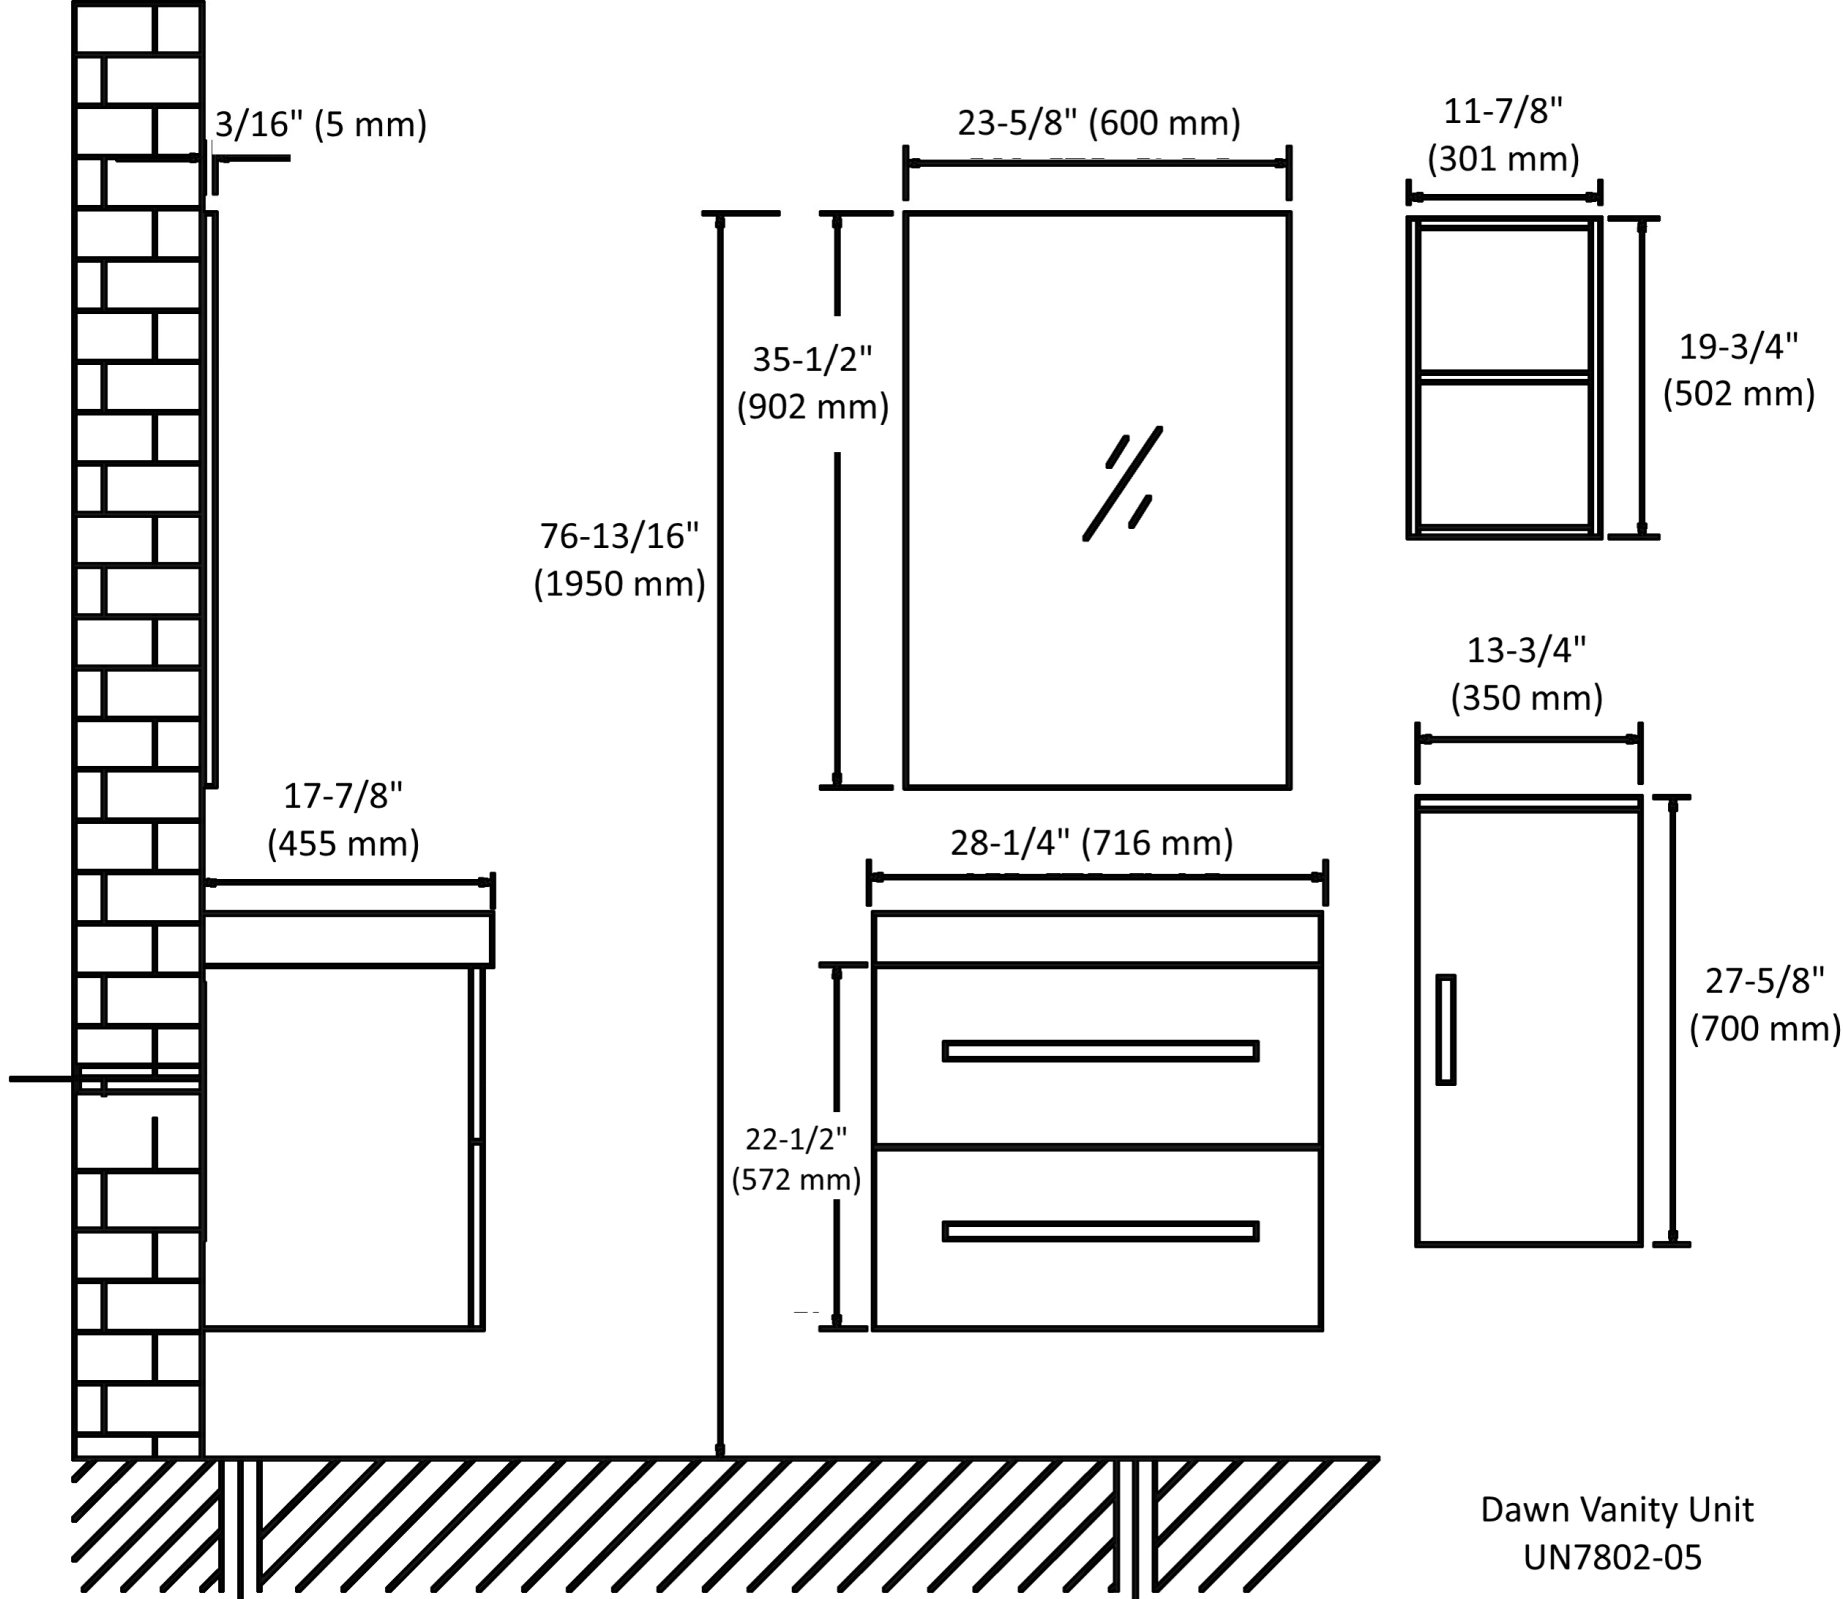 3/16" (5 mm)
23-5/8" (600 mm)
11-7/8"
(301 mm)
35-1/2"
(902 mm)
19-3/4"
(502 mm)
76-13/16"
(1950 mm)
13-3/4"
(350 mm)
17-7/8"
(455 mm)
28-1/4" (716 mm)
27-5/8"
(700 mm)
22-1/2"
(572 mm)
Dawn Vanity Unit
UN7802-05